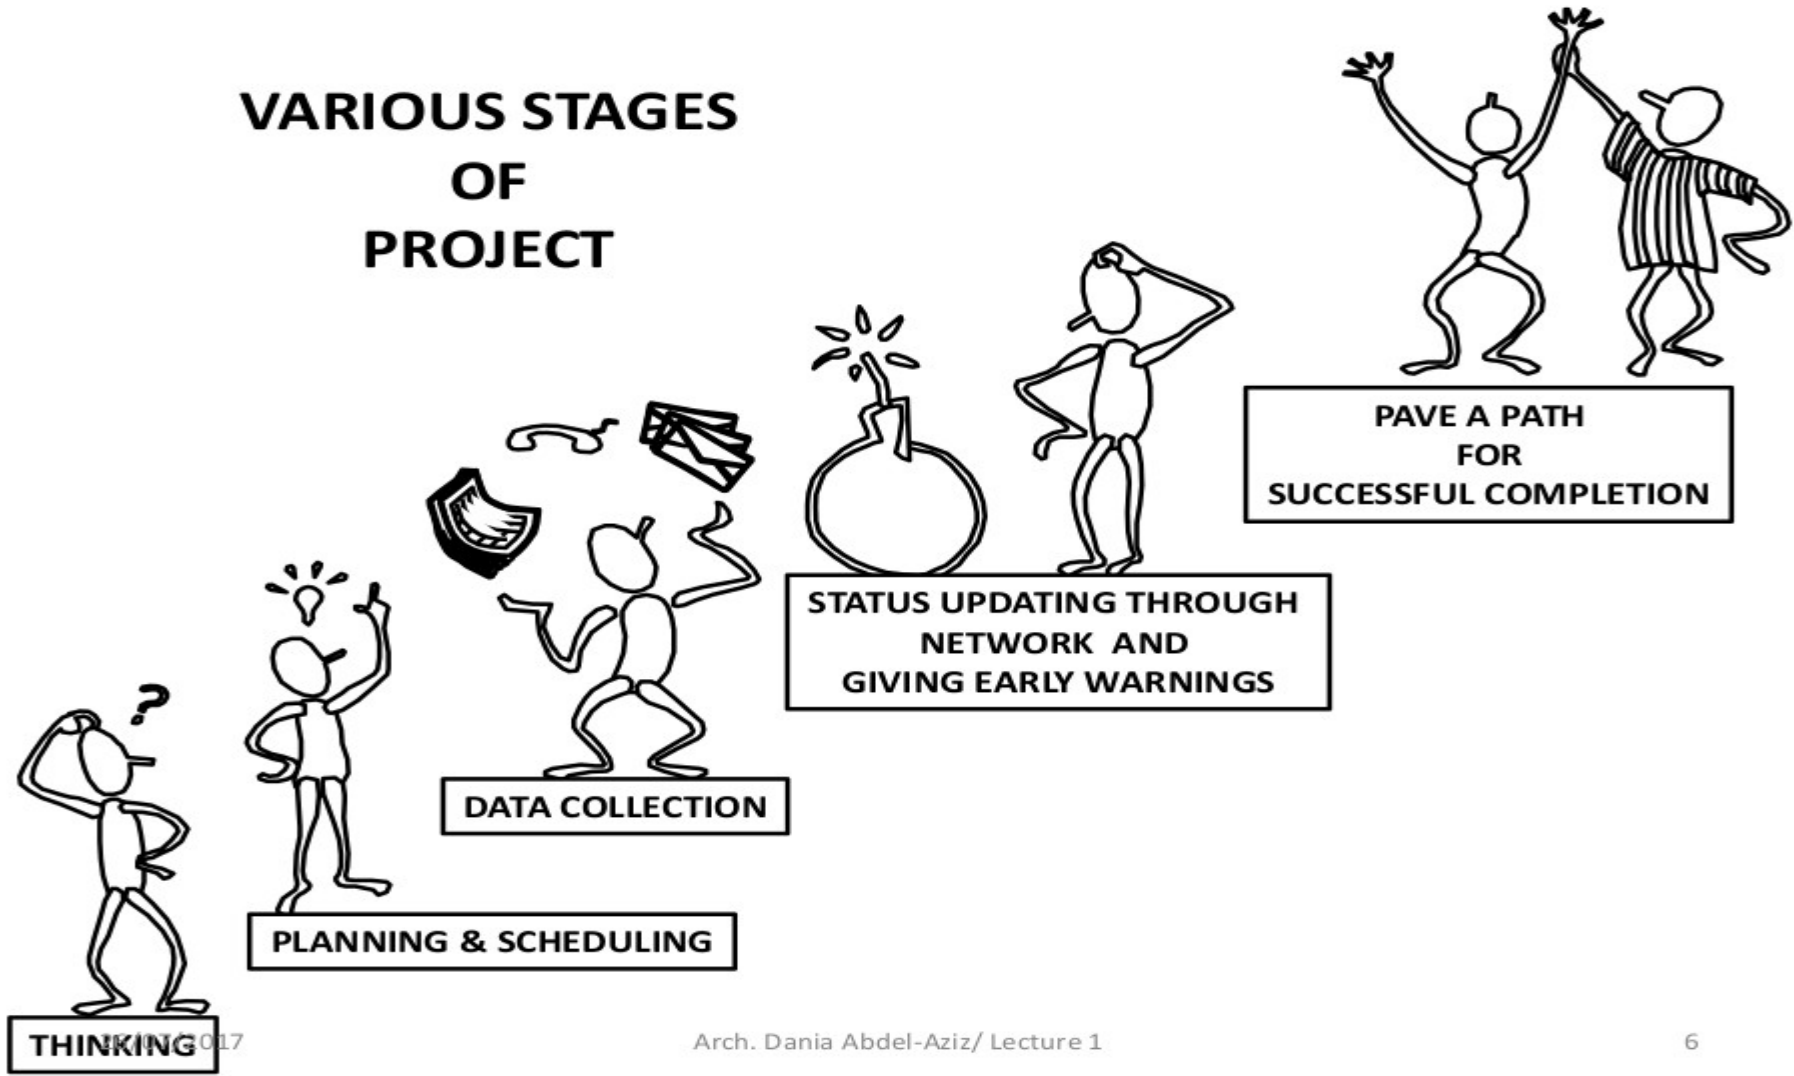 VARIOUS STAGES
OF
PROJECT
PAVE A PATH
FOR
SUCCESSFUL COMPLETION
STATUS UPDATING THROUGH
NETWORK AND
GIVING EARLY WARNINGS
DATA COLLECTION
PLANNING & SCHEDULING
THINKING
Arch. Dania Abdel-Aziz/ Lecture 1
6
?